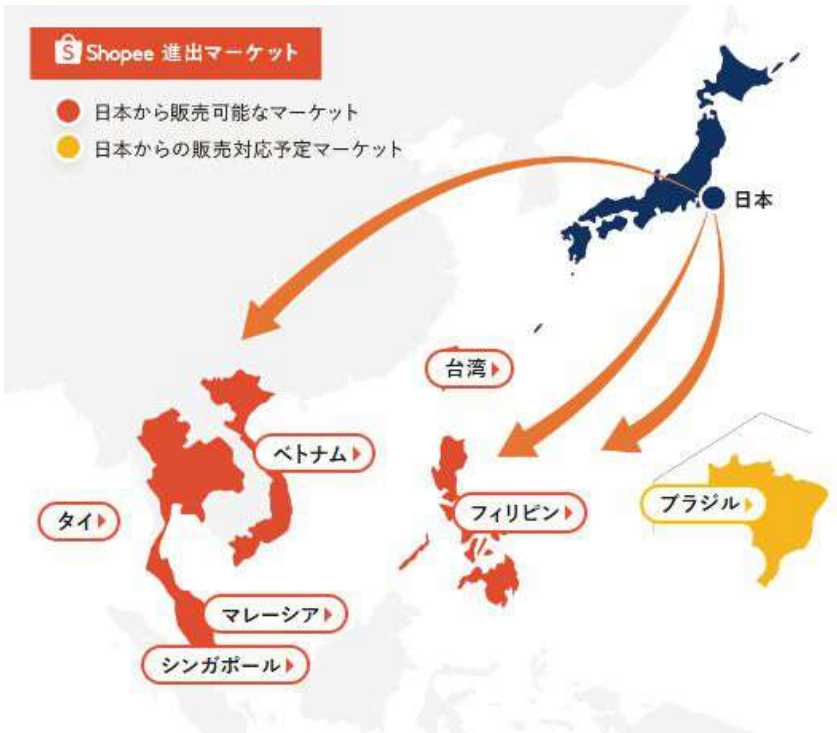 Shopee 進出マーケット
日本から販売可能なマーケット
日本からの販売対応予定マーケット
日本
台湾
ベトナム
タイ
フィリピン
ブラジル
マレーシア
シンガポール